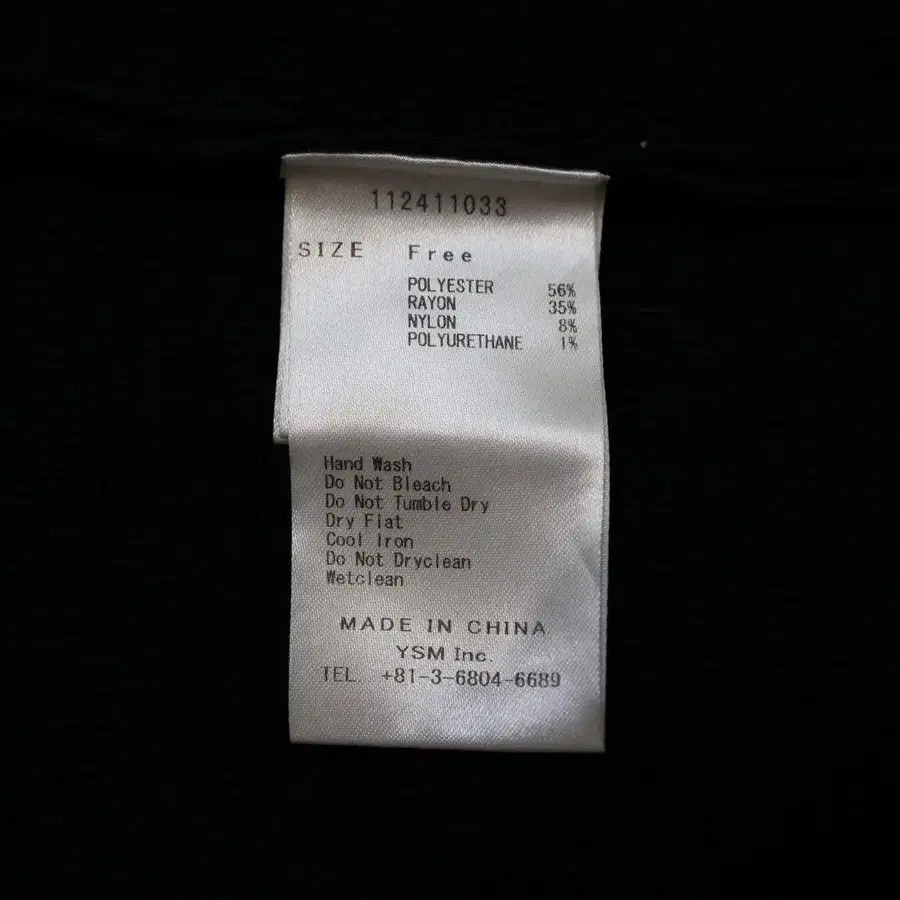 112411033
SIZE Free
POLYESTER 56%
RAYON 35%
NYLON 8%
POLYURETHANE 1%
Hand Wash
Do Not Bleach
Do Not Tumble Dry
Dry Flat
Cool Iron
Do Not Dryclean
Wetclean
MADE IN CHINA
YSM Inc.
TEL +81-3-6804-6689